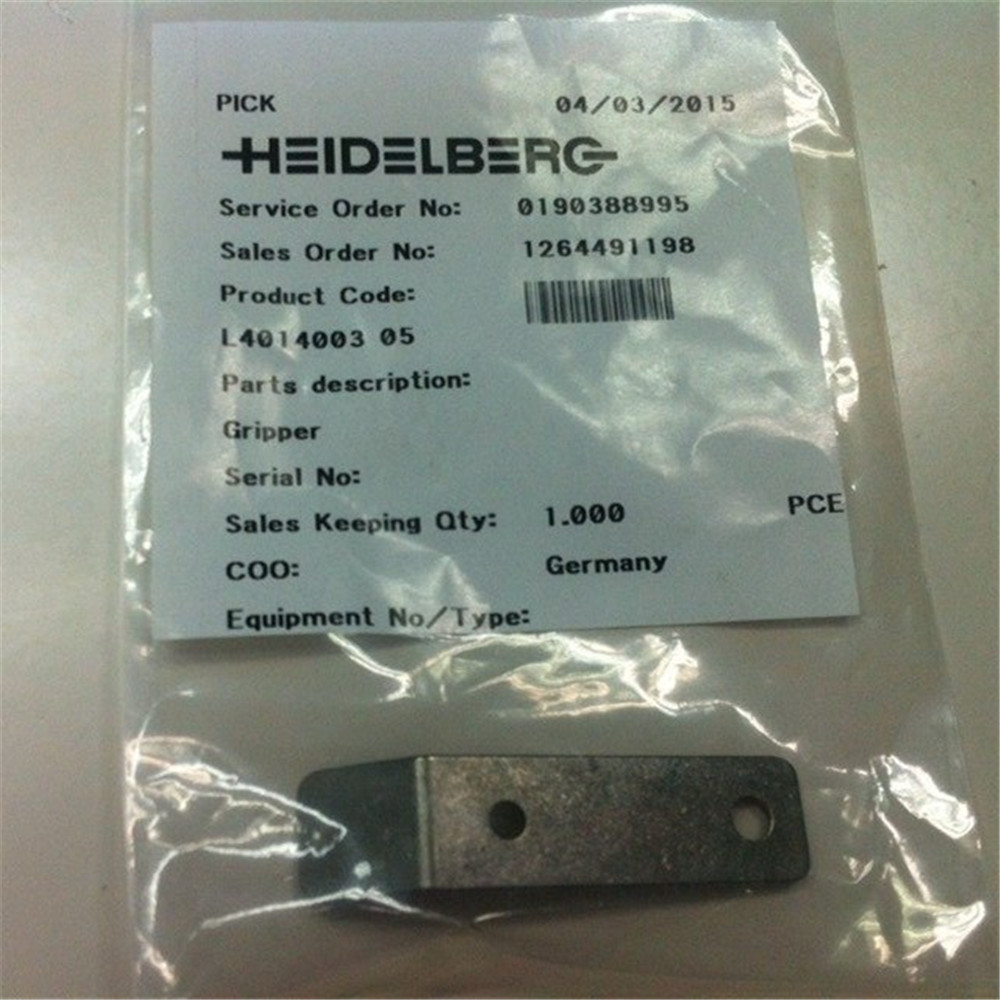 PICK 04/03/2015
HEIDELBERG
Service Order No: 0190388995
Sales Order No: 1264491198
Product Code:
L4014003 05
Parts description:
Gripper
Serial No:
Sales Keeping Qty: 1.000 PCE
COO: Germany
Equipment No/Type: